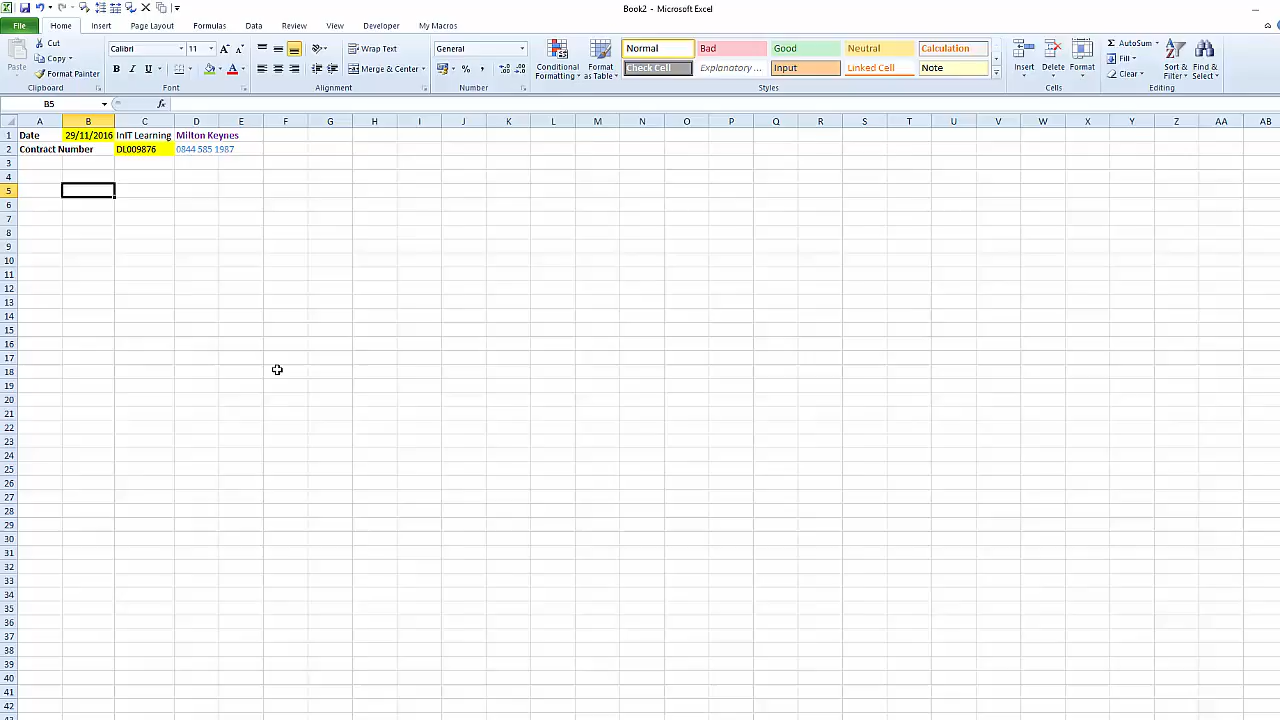 Book2 - Microsoft Excel
File Home Insert Page Layout Formulas Data Review View Developer My Macros
Paste Cut Copy Format Painter Clipboard
Calibri 11 B I U A A A Font
Wrap Text Merge & Center Alignment
General % , Number
Conditional Formatting Format as Table
Normal Bad Good Neutral Calculation
Check Cell Explanatory ... Input Linked Cell Note
Styles
Insert Delete Format Cells
Σ AutoSum Fill Clear Sort & Filter Find & Select Editing
B5 fx
A B C D E F G H I J K L M N O P Q R S T U V W X Y Z AA AB
1 Date 29/11/2016 InIT Learning Milton Keynes
2 Contract Number DL009876 0844 585 1987
3
4
5
6
7
8
9
10
11
12
13
14
15
16
17
18
19
20
21
22
23
24
25
26
27
28
29
30
31
32
33
34
35
36
37
38
39
40
41
42